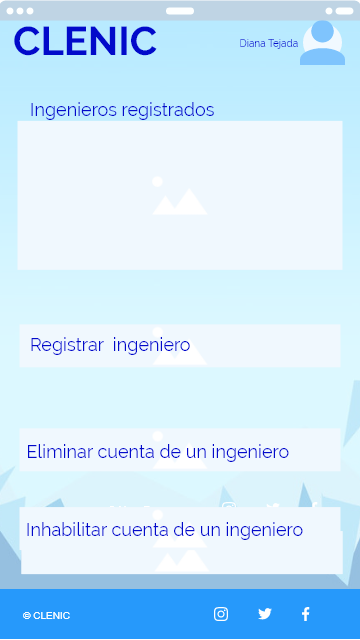 CLENIC
Diana Tejada
Ingenieros registrados
Registrar ingeniero
Eliminar cuenta de un ingeniero
Inhabilitar cuenta de un ingeniero
© CLENIC